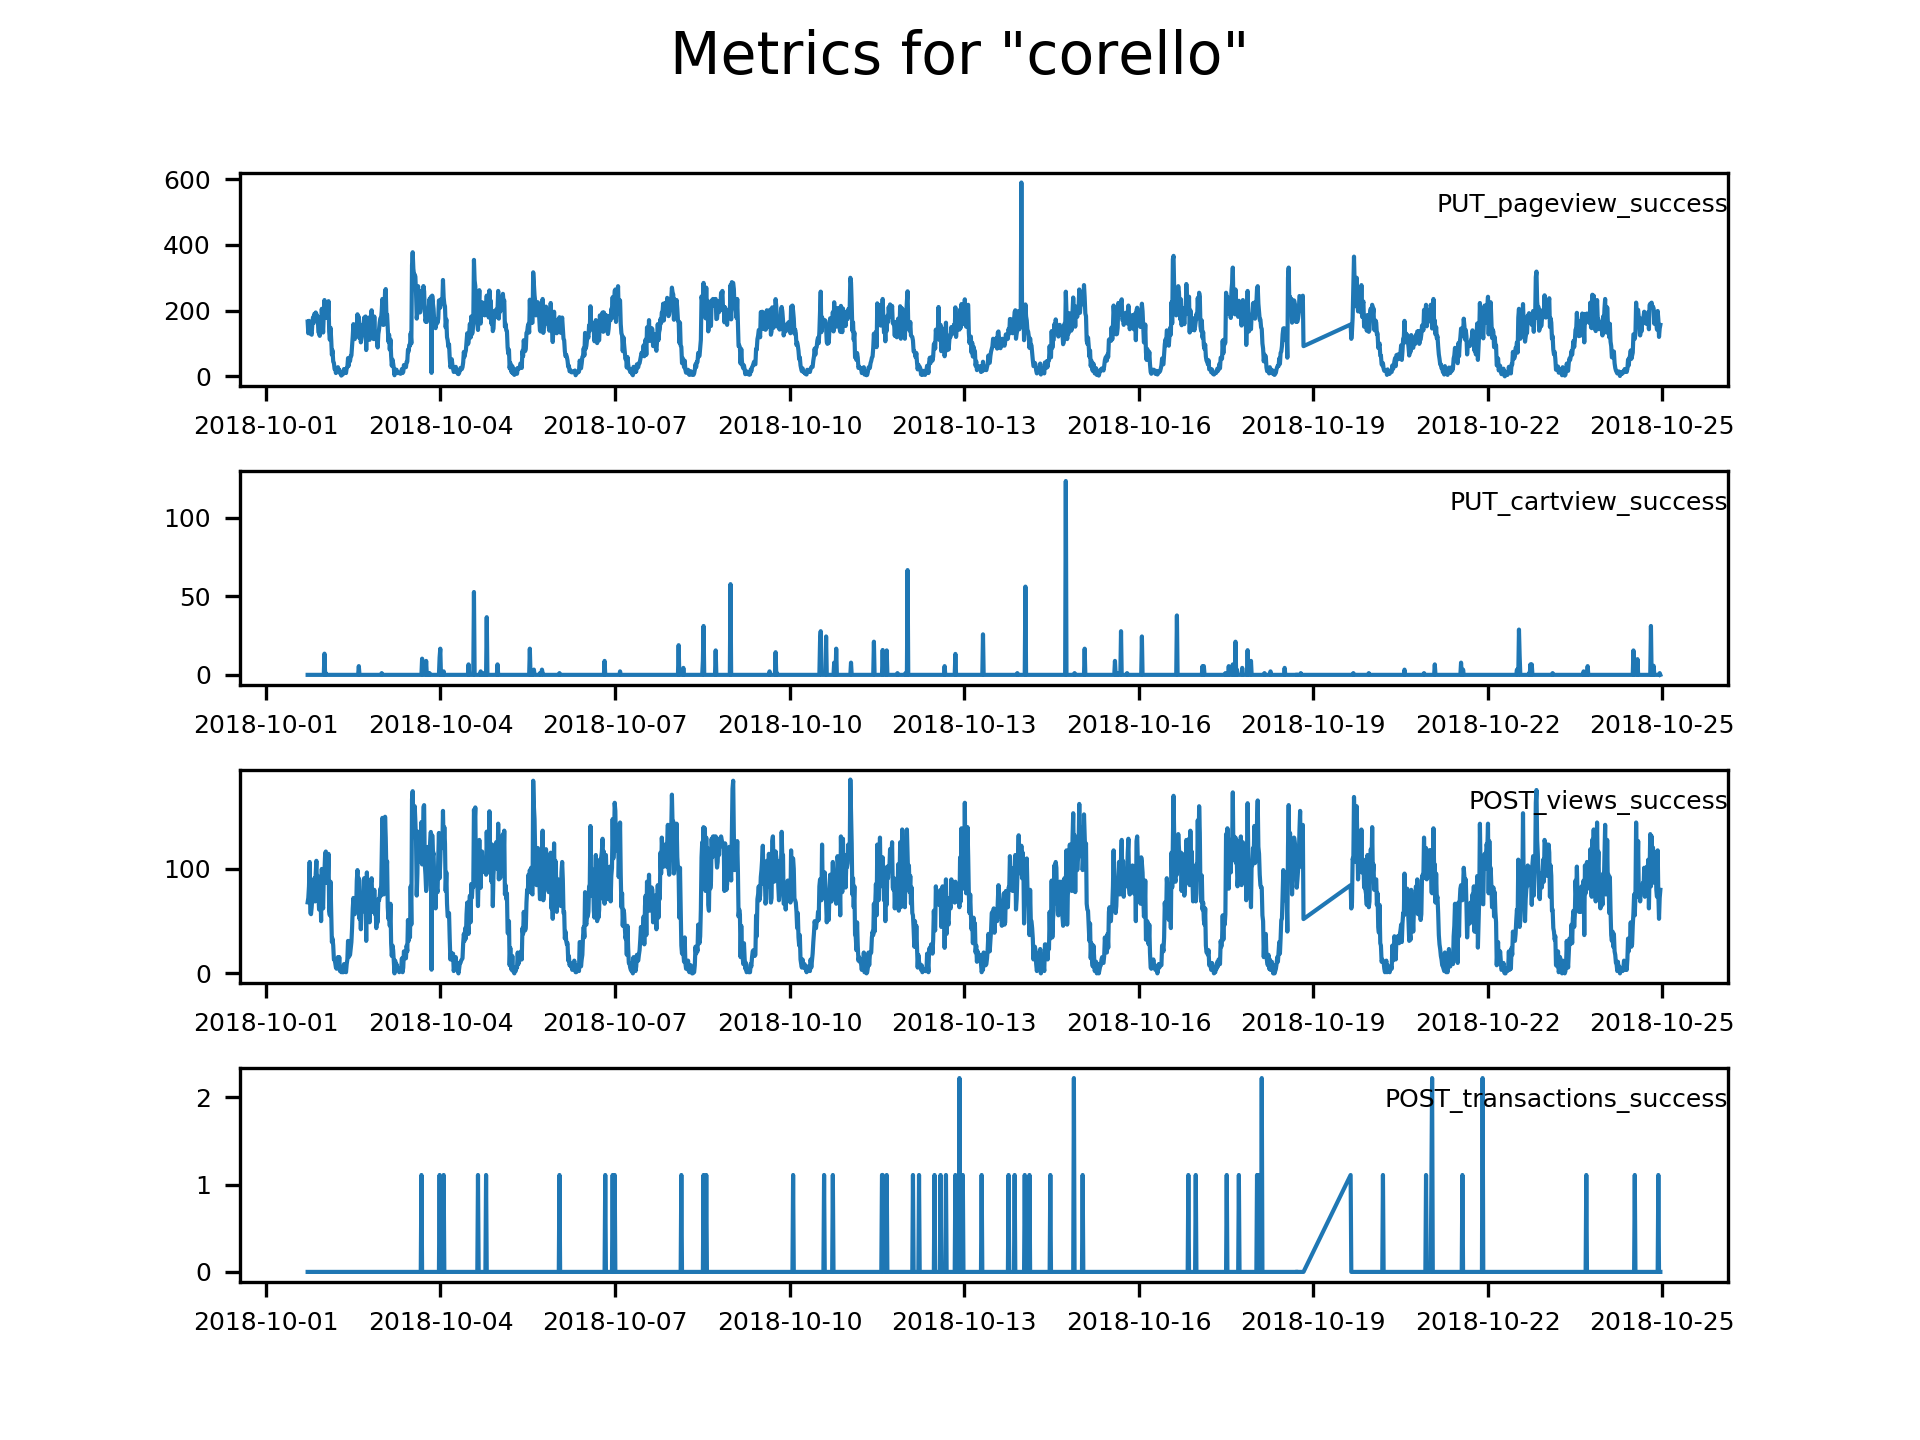 Metrics for "corello"
600
400
200
0
PUT_pageview_success
2018-10-01 2018-10-04 2018-10-07 2018-10-10 2018-10-13 2018-10-16 2018-10-19 2018-10-22 2018-10-25
100
50
0
PUT_cartview_success
2018-10-01 2018-10-04 2018-10-07 2018-10-10 2018-10-13 2018-10-16 2018-10-19 2018-10-22 2018-10-25
100
0
POST_views_success
2018-10-01 2018-10-04 2018-10-07 2018-10-10 2018-10-13 2018-10-16 2018-10-19 2018-10-22 2018-10-25
2
1
0
POST_transactions_success
2018-10-01 2018-10-04 2018-10-07 2018-10-10 2018-10-13 2018-10-16 2018-10-19 2018-10-22 2018-10-25